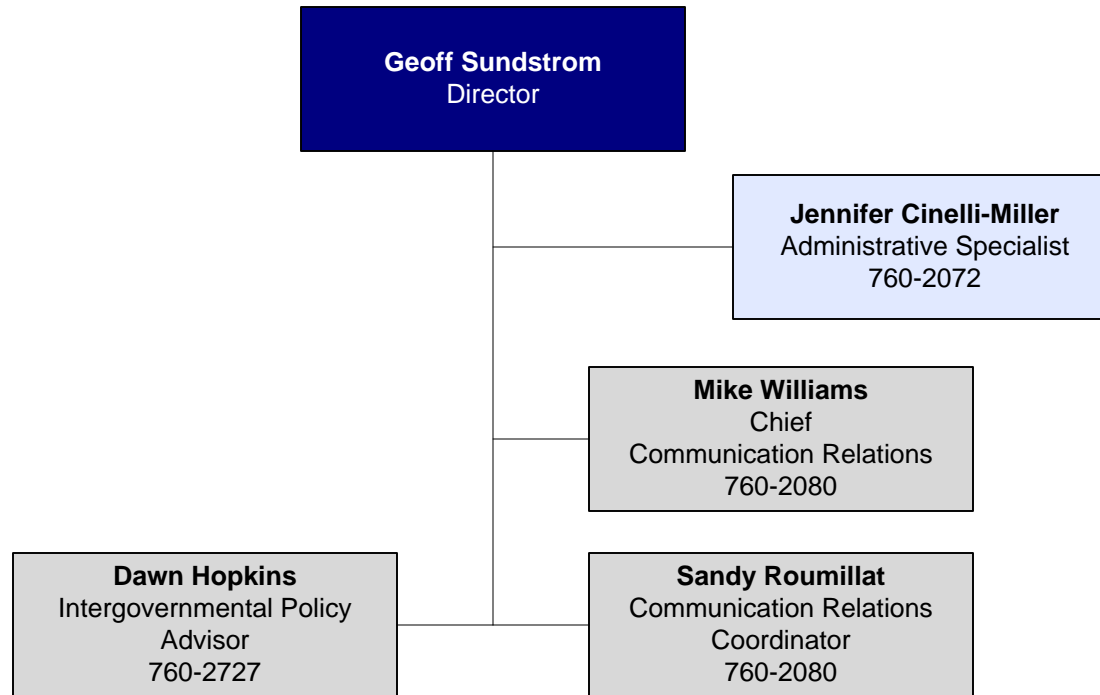 Geoff Sundstrom
Director
Jennifer Cinelli-Miller
Administrative Specialist
760-2072
Mike Williams
Chief
Communication Relations
760-2080
Dawn Hopkins
Intergovernmental Policy
Advisor
760-2727
Sandy Roumillat
Communication Relations
Coordinator
760-2080